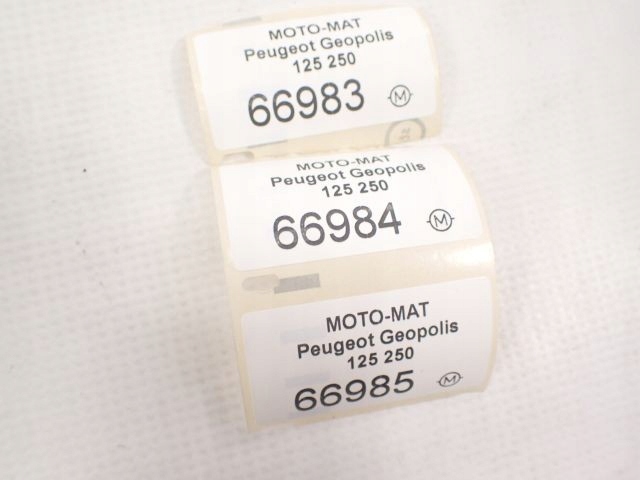 MOTO-MAT
Peugeot Geopolis
125 250
66983 M
MOTO-MAT
Peugeot Geopolis
125 250
66984 M
MOTO-MAT
Peugeot Geopolis
125 250
66985 M